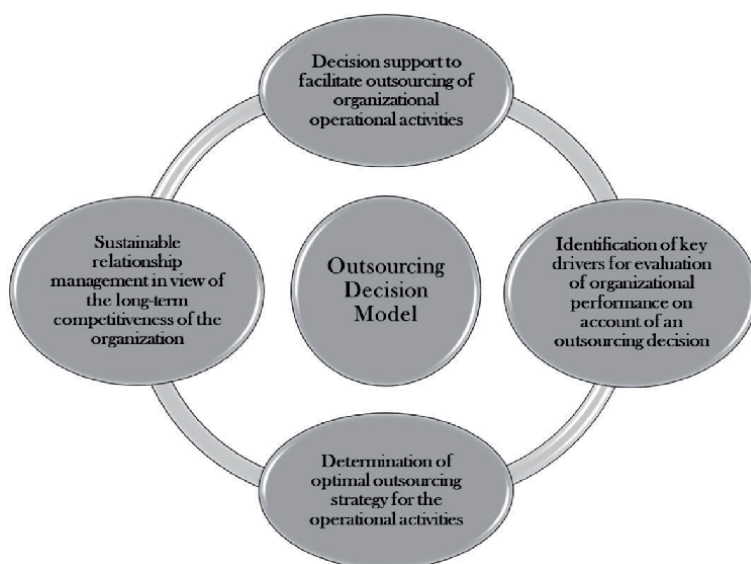 Decision support to
facilitate outsourcing of
organizational
operational activities
Sustainable
relationship
management in view of
the long-term
competitiveness of the
organization
Outsourcing
Decision
Model
Identification of key
drivers for evaluation
of organizational
performance on
account of an
outsourcing decision
Determination of
optimal outsourcing
strategy for the
operational activities